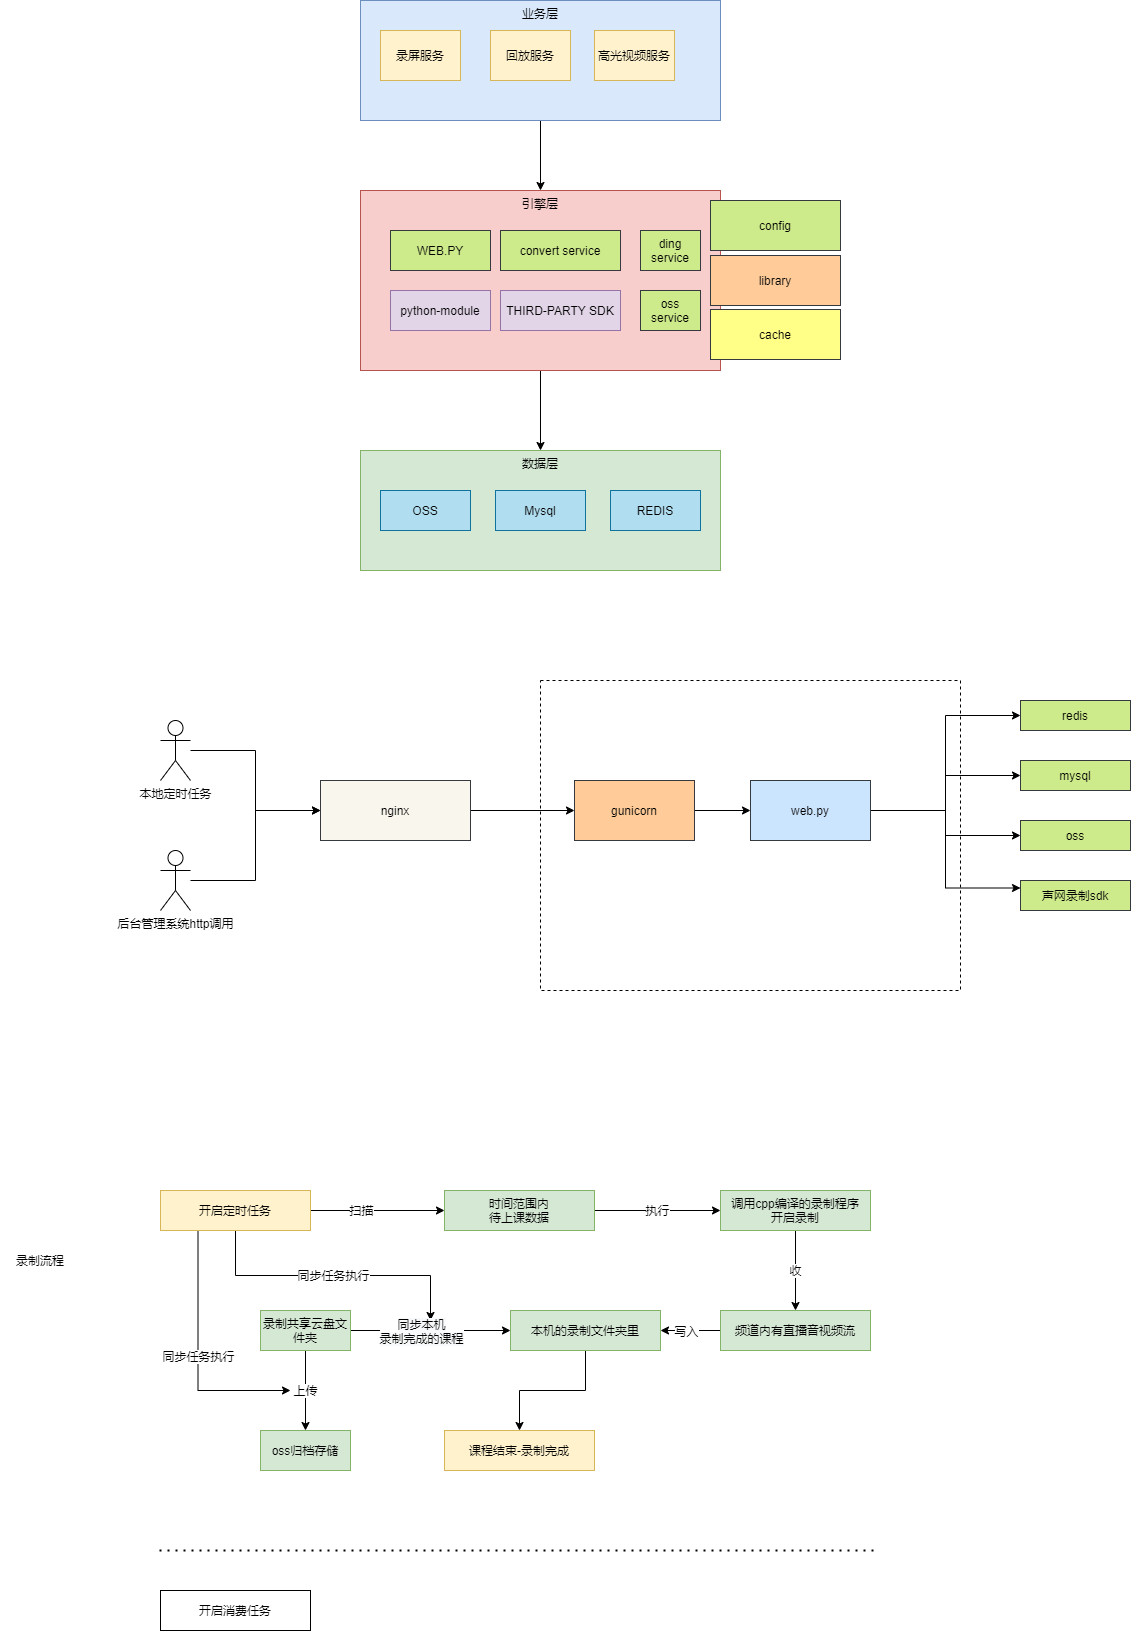 业务层
录屏服务
回放服务
高光视频服务
引擎层
WEB.PY
convert service
ding
service
config
library
python-module
THIRD-PARTY SDK
oss
service
cache
数据层
OSS
Mysql
REDIS
本地定时任务
后台管理系统http调用
nginx
gunicorn
web.py
redis
mysql
oss
声网录制sdk
录制流程
开启定时任务
扫描
时间范围内
待上课数据
执行
调用cpp编译的录制程序
开启录制
收
同步任务执行
录制共享云盘文
件夹
同步本机
录制完成的课程
本机的录制文件夹里
写入
频道内有直播音视频流
同步任务执行
上传
oss归档存储
课程结束-录制完成
开启消费任务